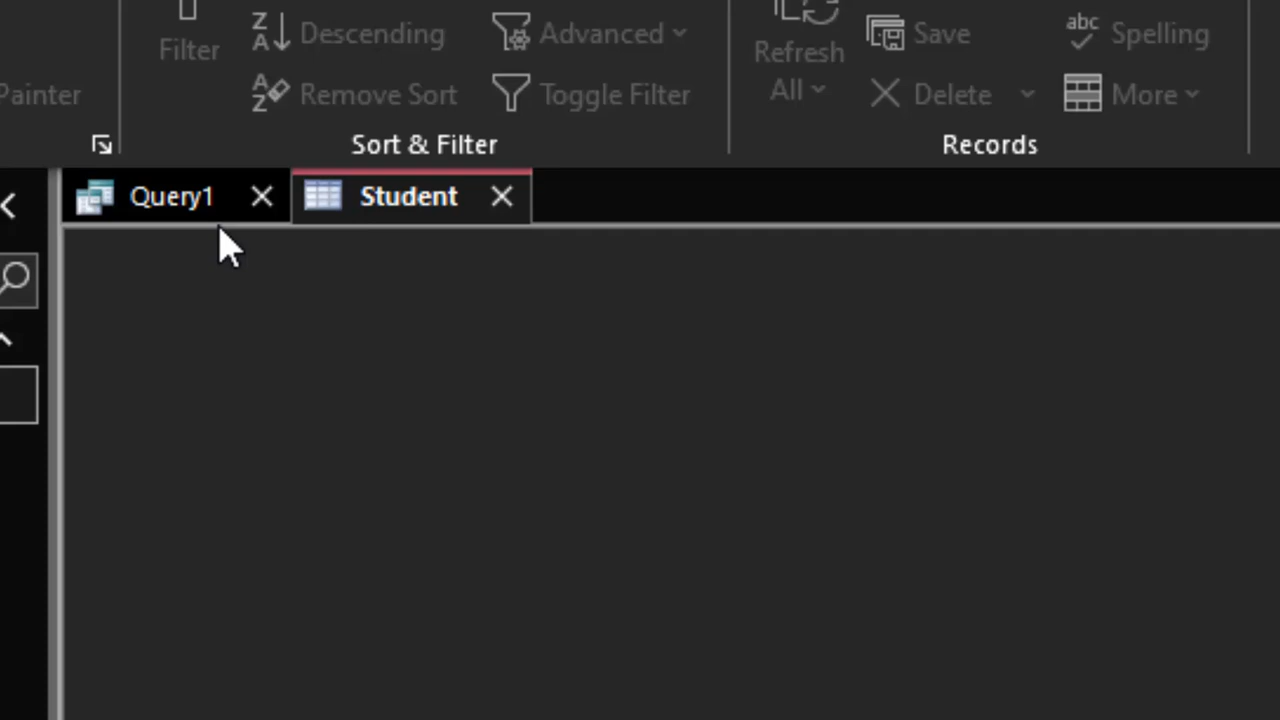 Filter
Descending
Advanced
Refresh
All
Save
abc
Spelling
Painter
Remove Sort
Toggle Filter
Delete
More
Sort & Filter
Records
Query1
Student